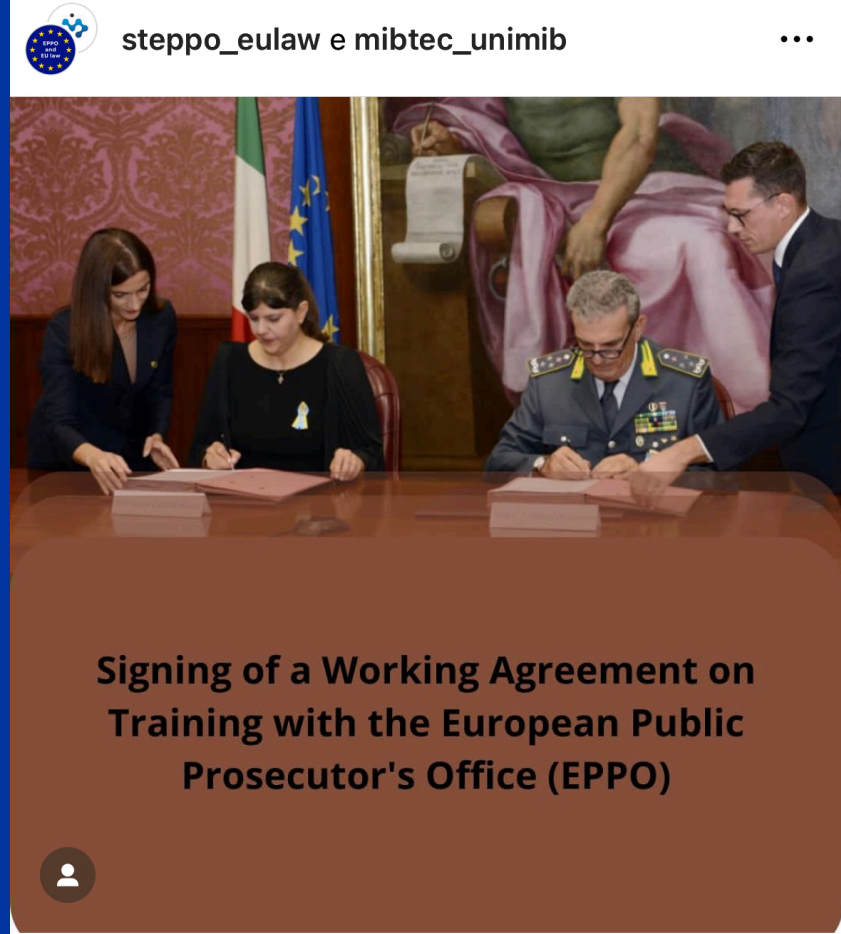 EPPO
and
EU law
steppo_eulaw e mibtec_unimib
Signing of a Working Agreement on
Training with the European Public
Prosecutor's Office (EPPO)